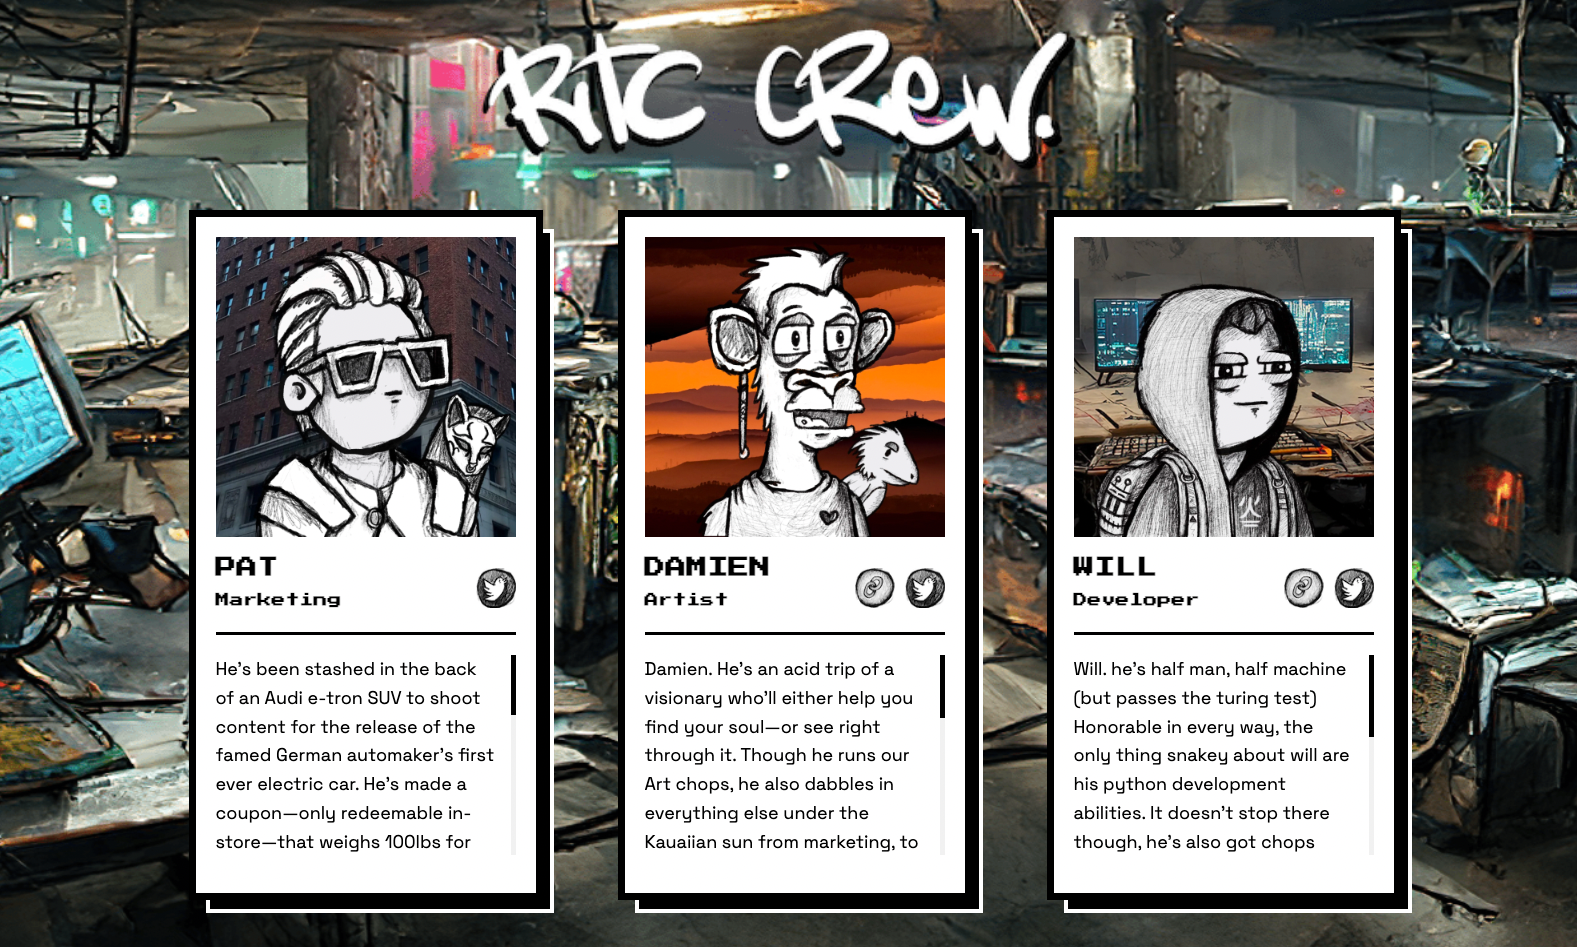 RTC CREW.
PAT
Marketing
He's been stashed in the back
of an Audi e-tron SUV to shoot
content for the release of the
famed German automaker's first
ever electric car. He's made a
coupon—only redeemable in-
store—that weighs 100lbs for
DAMIEN
Artist
Damien. He's an acid trip of a
visionary who'll either help you
find your soul—or see right
through it. Though he runs our
Art chops, he also dabbles in
everything else under the
Kauaiian sun from marketing, to
WILL
Developer
Will. he's half man, half machine
(but passes the turing test)
Honorable in every way, the
only thing snakey about will are
his python development
abilities. It doesn't stop there
though, he's also got chops